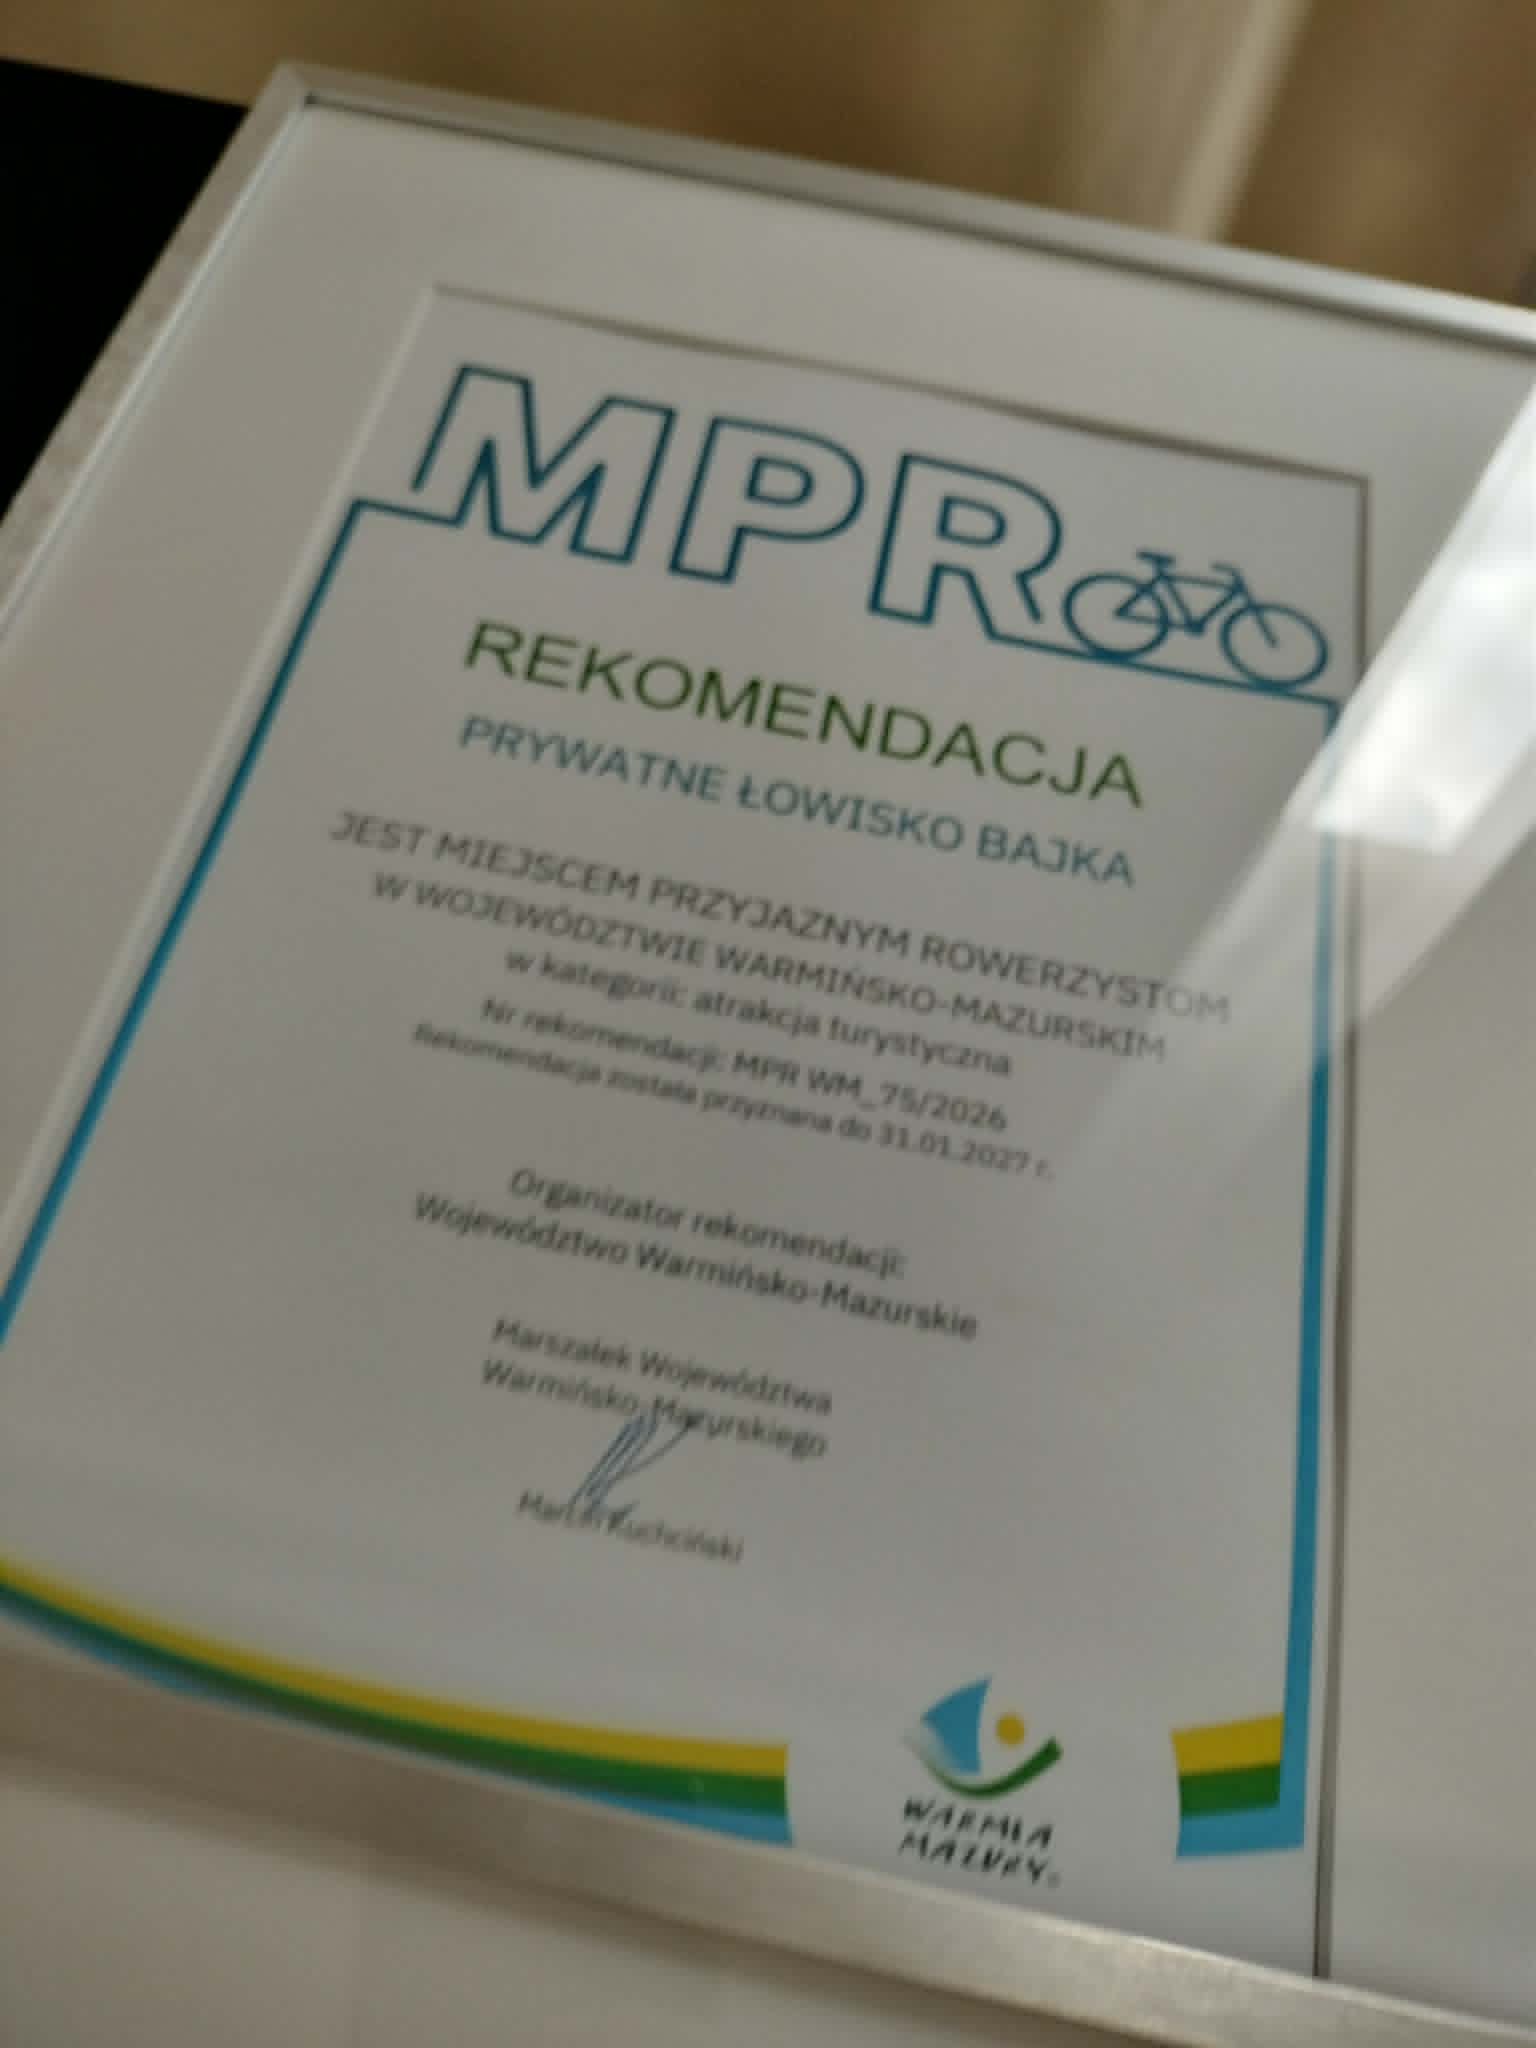 MPR
REKOMENDACJA
PRYWATNE ŁOWISKO BAJKA
JEST MIEJSCEM PRZYJAZNYM ROWERZYSTOM
W WOJEWÓDZTWIE WARMIŃSKO-MAZURSKIM
w kategorii: atrakcja turystyczna
Nr rekomendacji: MPR WM_75/2026
Rekomendacja została przyznana do 31.01.2027 r.
Organizator rekomendacji:
Województwo Warmińsko-Mazurskie
Marszałek Województwa
Warmińsko-Mazurskiego
Marcin Kuchciński
WARMIA
MAZURY